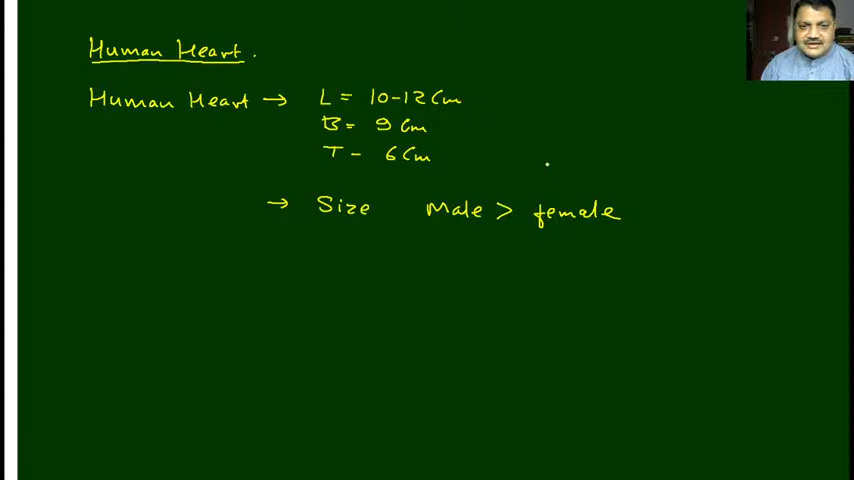 Human Heart.
Human Heart → L = 10-12 Cm
B = 9 Cm
T - 6 Cm
→ Size Male > female